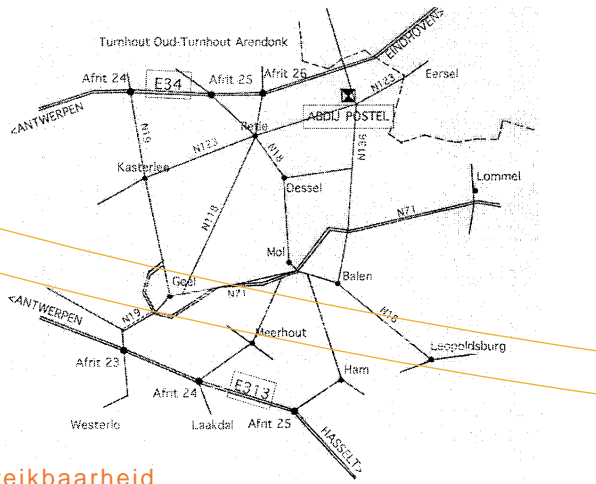 Turnhout Oud-Turnhout Arendonk
EINDHOVEN>
Afrit 24
E34
Afrit 25
Afrit 26
Eersel
N123
<ANTWERPEN
ABDIJ POSTEL
N19
N123
Retie
N18
N136
Kasterlee
Dessel
Lommel
N118
N71
Mol
Geel
N71
Balen
<ANTWERPEN
N19
Meerhout
N18
Leopoldsburg
Afrit 23
Afrit 24
E313
Ham
Westerlo
Laakdal
Afrit 25
HASSELT>
reikbaarheid